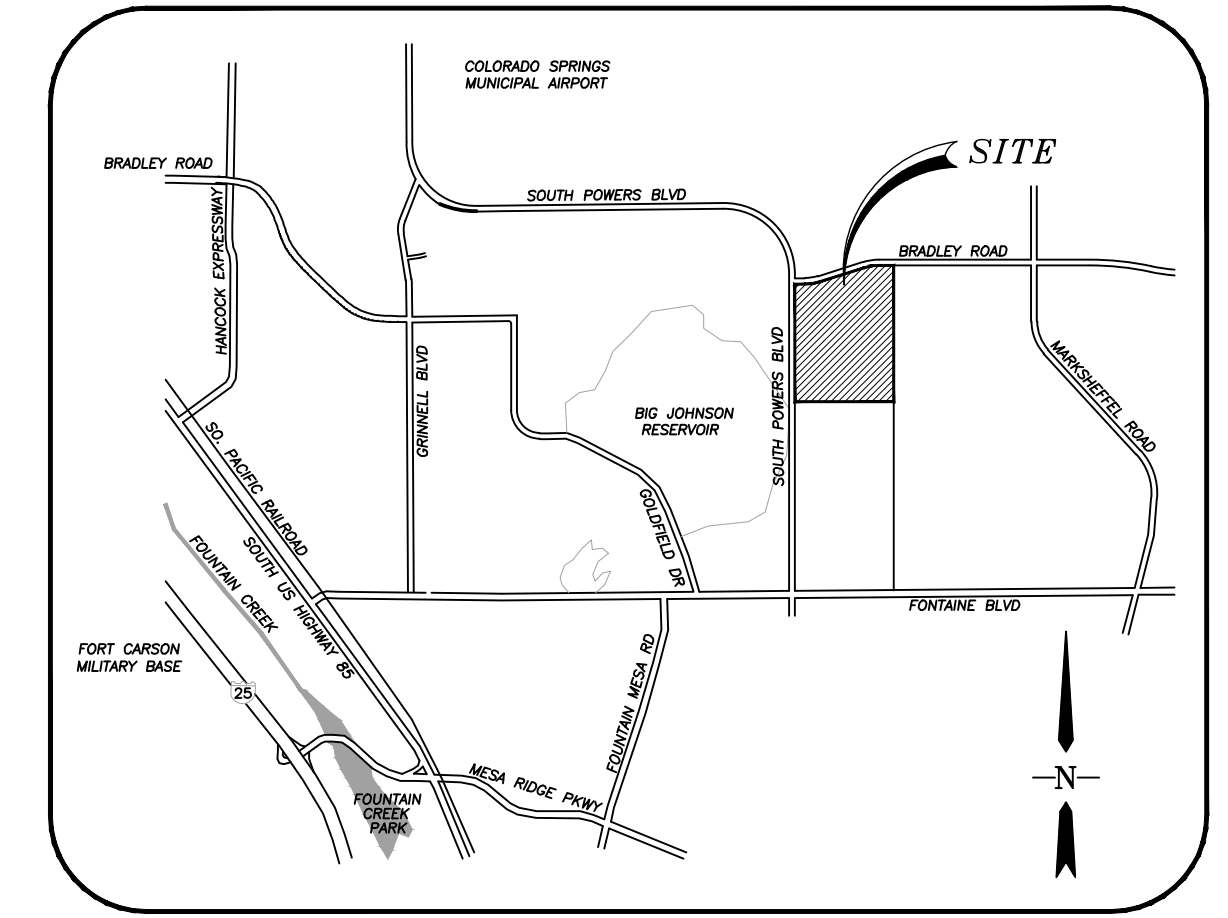 COLORADO SPRINGS
MUNICIPAL AIRPORT
SITE
BRADLEY ROAD
SOUTH POWERS BLVD
HANCOCK EXPRESSWAY
BRADLEY ROAD
GRINNELL BLVD
SOUTH POWERS BLVD
MARKSHEFFEL ROAD
BIG JOHNSON
RESERVOIR
SO. PACIFIC RAILROAD
GOLDFIELD DR
FOUNTAIN CREEK
SOUTH US HIGHWAY 85
FONTAINE BLVD
FORT CARSON
MILITARY BASE
25
FOUNTAIN MESA RD
MESA RIDGE PKWY
N
FOUNTAIN
CREEK
PARK